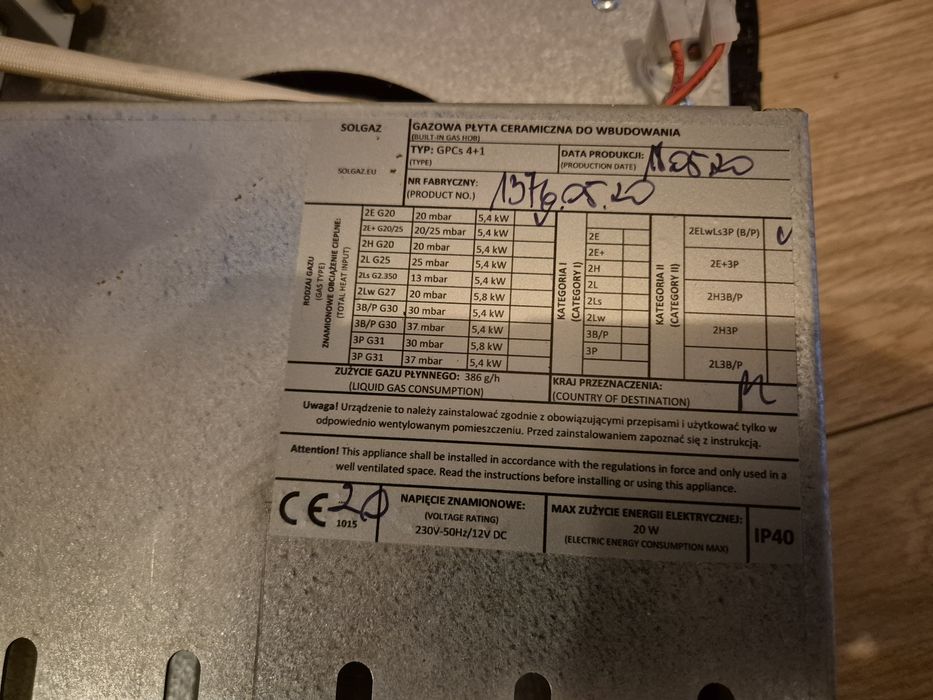 SOLGAZ
SOLGAZ.EU
GAZOWA PŁYTA CERAMICZNA DO WBUDOWANIA
(BUILT-IN GAS HOB)
TYP: GPCs 4+1
(TYPE)
DATA PRODUKCJI:
(PRODUCTION DATE)
NR FABRYCZNY: 1376.05.20
(PRODUCT NO.)
RODZAJ GAZU
(GAS TYPE)
ZNAMIONOWE OBCIĄŻENIE CIEPLNE:
(TOTAL HEAT INPUT)
2E G20 20 mbar 5,4 kW
2E+ G20/25 20/25 mbar 5,4 kW
2H G20 20 mbar 5,4 kW
2L G25 25 mbar 5,4 kW
2Ls G2.350 13 mbar 5,4 kW
2Lw G27 20 mbar 5,8 kW
3B/P G30 30 mbar 5,4 kW
3B/P G30 37 mbar 5,4 kW
3P G31 30 mbar 5,8 kW
3P G31 37 mbar 5,4 kW
KATEGORIA I
(CATEGORY I)
2E
2E+
2H
2L
2Ls
2Lw
3B/P
3P
KATEGORIA II
(CATEGORY II)
2ELwLs3P (B/P)
2E+3P
2H3B/P
2H3P
2L3B/P
ZUŻYCIE GAZU PŁYNNEGO: 386 g/h
(LIQUID GAS CONSUMPTION)
KRAJ PRZEZNACZENIA:
(COUNTRY OF DESTINATION)
Uwaga! Urządzenie to należy zainstalować zgodnie z obowiązującymi przepisami i użytkować tylko w
odpowiednio wentylowanym pomieszczeniu. Przed zainstalowaniem zapoznać się z instrukcją.
Attention! This appliance shall be installed in accordance with the regulations in force and only used in a
well ventilated space. Read the instructions before installing or using this appliance.
CE 20
1015
NAPIĘCIE ZNAMIONOWE:
(VOLTAGE RATING)
230V-50Hz/12V DC
MAX ZUŻYCIE ENERGII ELEKTRYCZNEJ:
20 W
(ELECTRIC ENERGY CONSUMPTION MAX)
IP40